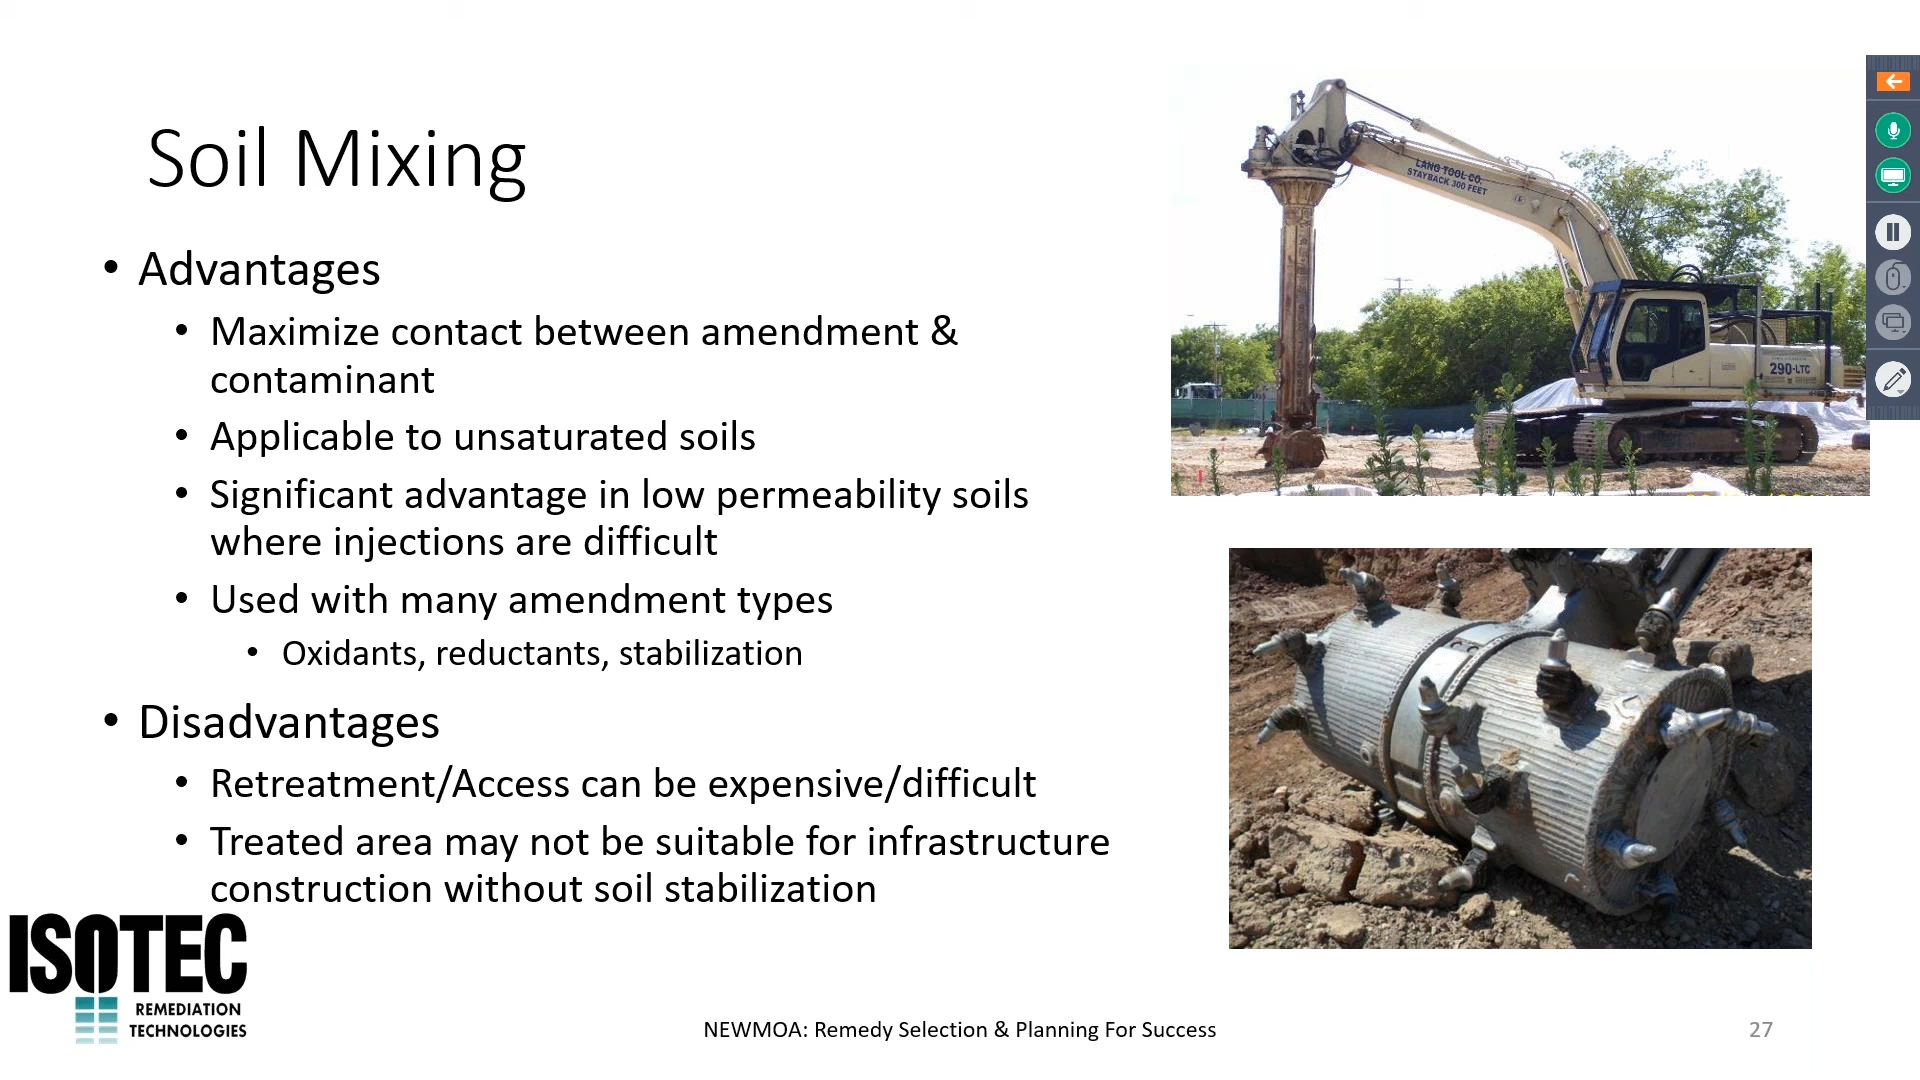 Soil Mixing
• Advantages
• Maximize contact between amendment &
contaminant
• Applicable to unsaturated soils
• Significant advantage in low permeability soils
where injections are difficult
• Used with many amendment types
• Oxidants, reductants, stabilization
• Disadvantages
• Retreatment/Access can be expensive/difficult
• Treated area may not be suitable for infrastructure
construction without soil stabilization
LANG TOOL CO.
STAYBACK 300 FEET
290-LTC
ISOTEC
REMEDIATION
TECHNOLOGIES
NEWMOA: Remedy Selection & Planning For Success
27